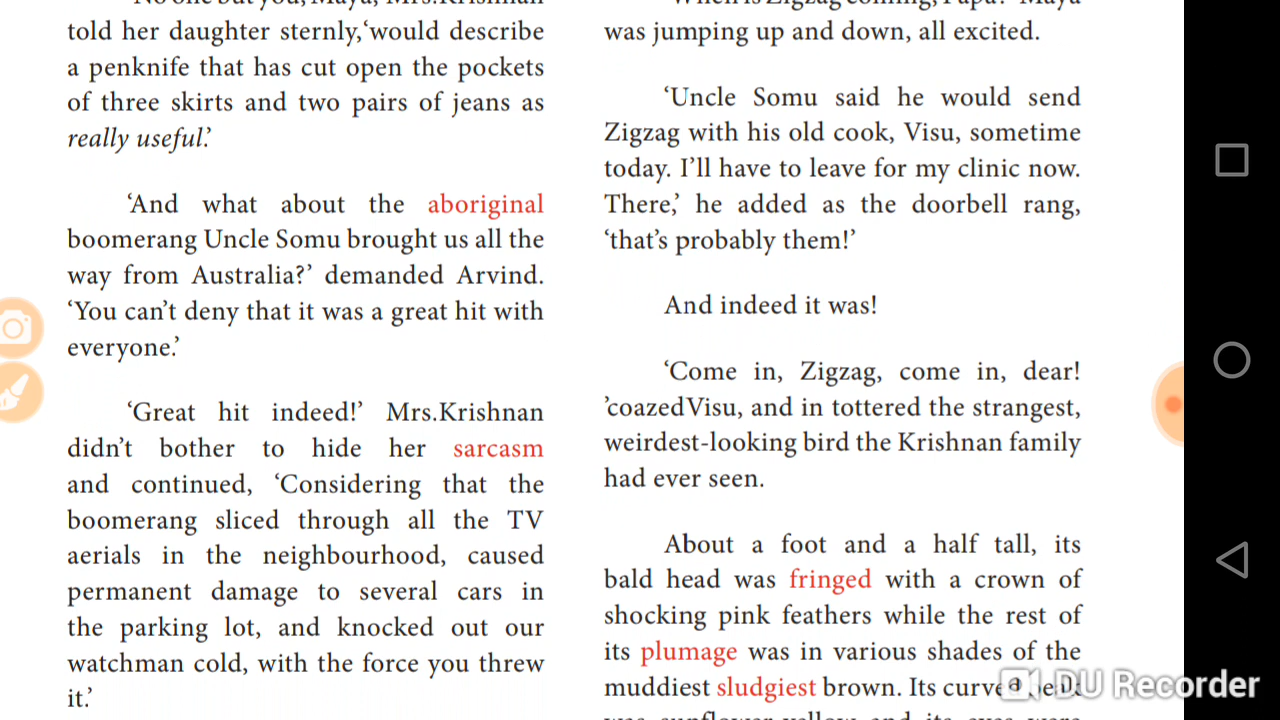 told her daughter sternly,‘would describe
a penknife that has cut open the pockets
of three skirts and two pairs of jeans as
really useful.’
‘And what about the aboriginal
boomerang Uncle Somu brought us all the
way from Australia?’ demanded Arvind.
‘You can’t deny that it was a great hit with
everyone.’
‘Great hit indeed!’ Mrs.Krishnan
didn’t bother to hide her sarcasm
and continued, ‘Considering that the
boomerang sliced through all the TV
aerials in the neighbourhood, caused
permanent damage to several cars in
the parking lot, and knocked out our
watchman cold, with the force you threw
it.’
was jumping up and down, all excited.
‘Uncle Somu said he would send
Zigzag with his old cook, Visu, sometime
today. I’ll have to leave for my clinic now.
There,’ he added as the doorbell rang,
‘that’s probably them!’
And indeed it was!
‘Come in, Zigzag, come in, dear!
’coazedVisu, and in tottered the strangest,
weirdest-looking bird the Krishnan family
had ever seen.
About a foot and a half tall, its
bald head was fringed with a crown of
shocking pink feathers while the rest of
its plumage was in various shades of the
muddiest sludgiest brown. Its curved beak
DU Recorder